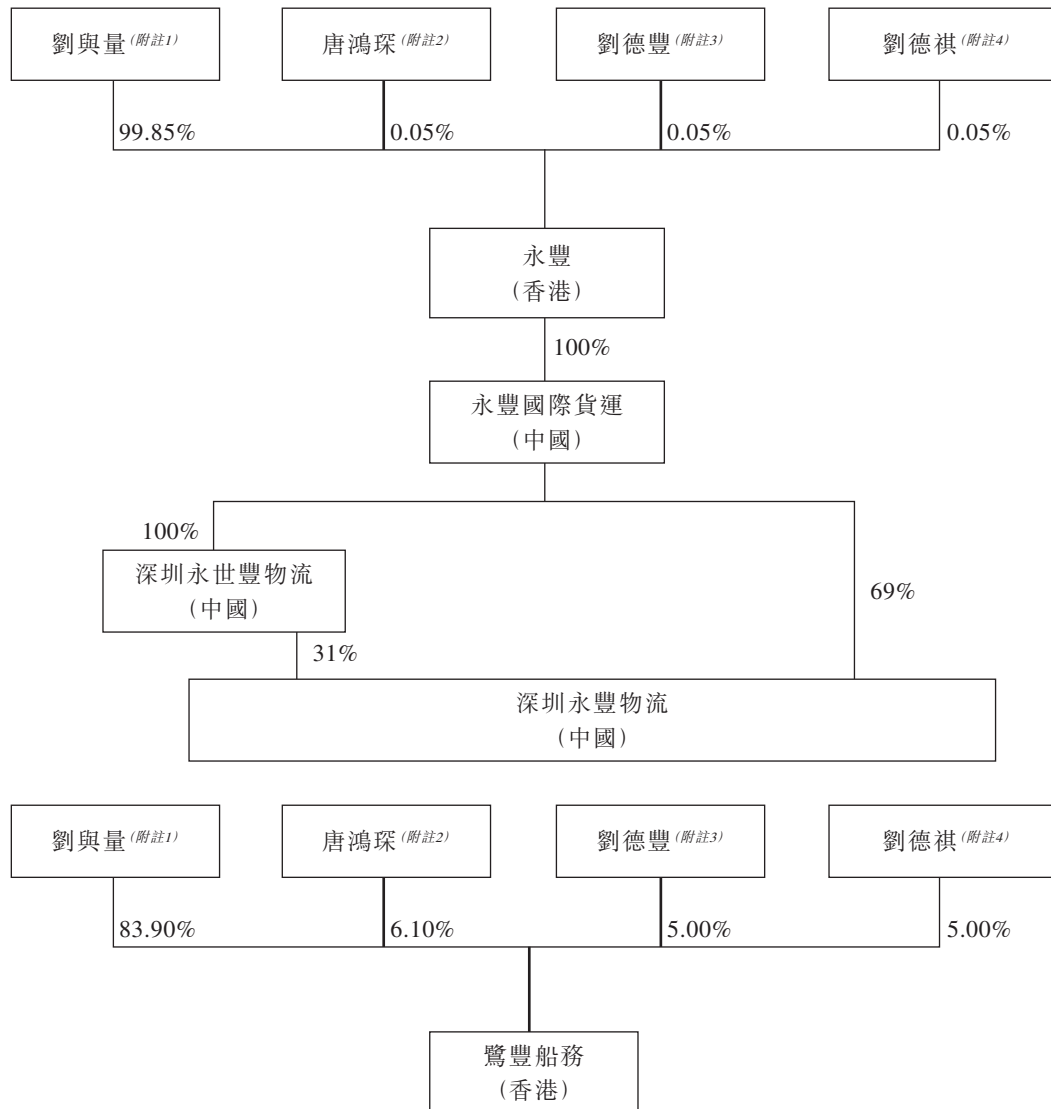 劉與量(附註1)
唐鴻琛(附註2)
劉德豐(附註3)
劉德祺(附註4)
99.85%
0.05%
0.05%
0.05%
永豐
(香港)
100%
永豐國際貨運
(中國)
100%
深圳永世豐物流
(中國)
69%
31%
深圳永豐物流
(中國)
劉與量(附註1)
唐鴻琛(附註2)
劉德豐(附註3)
劉德祺(附註4)
83.90%
6.10%
5.00%
5.00%
鷺豐船務
(香港)